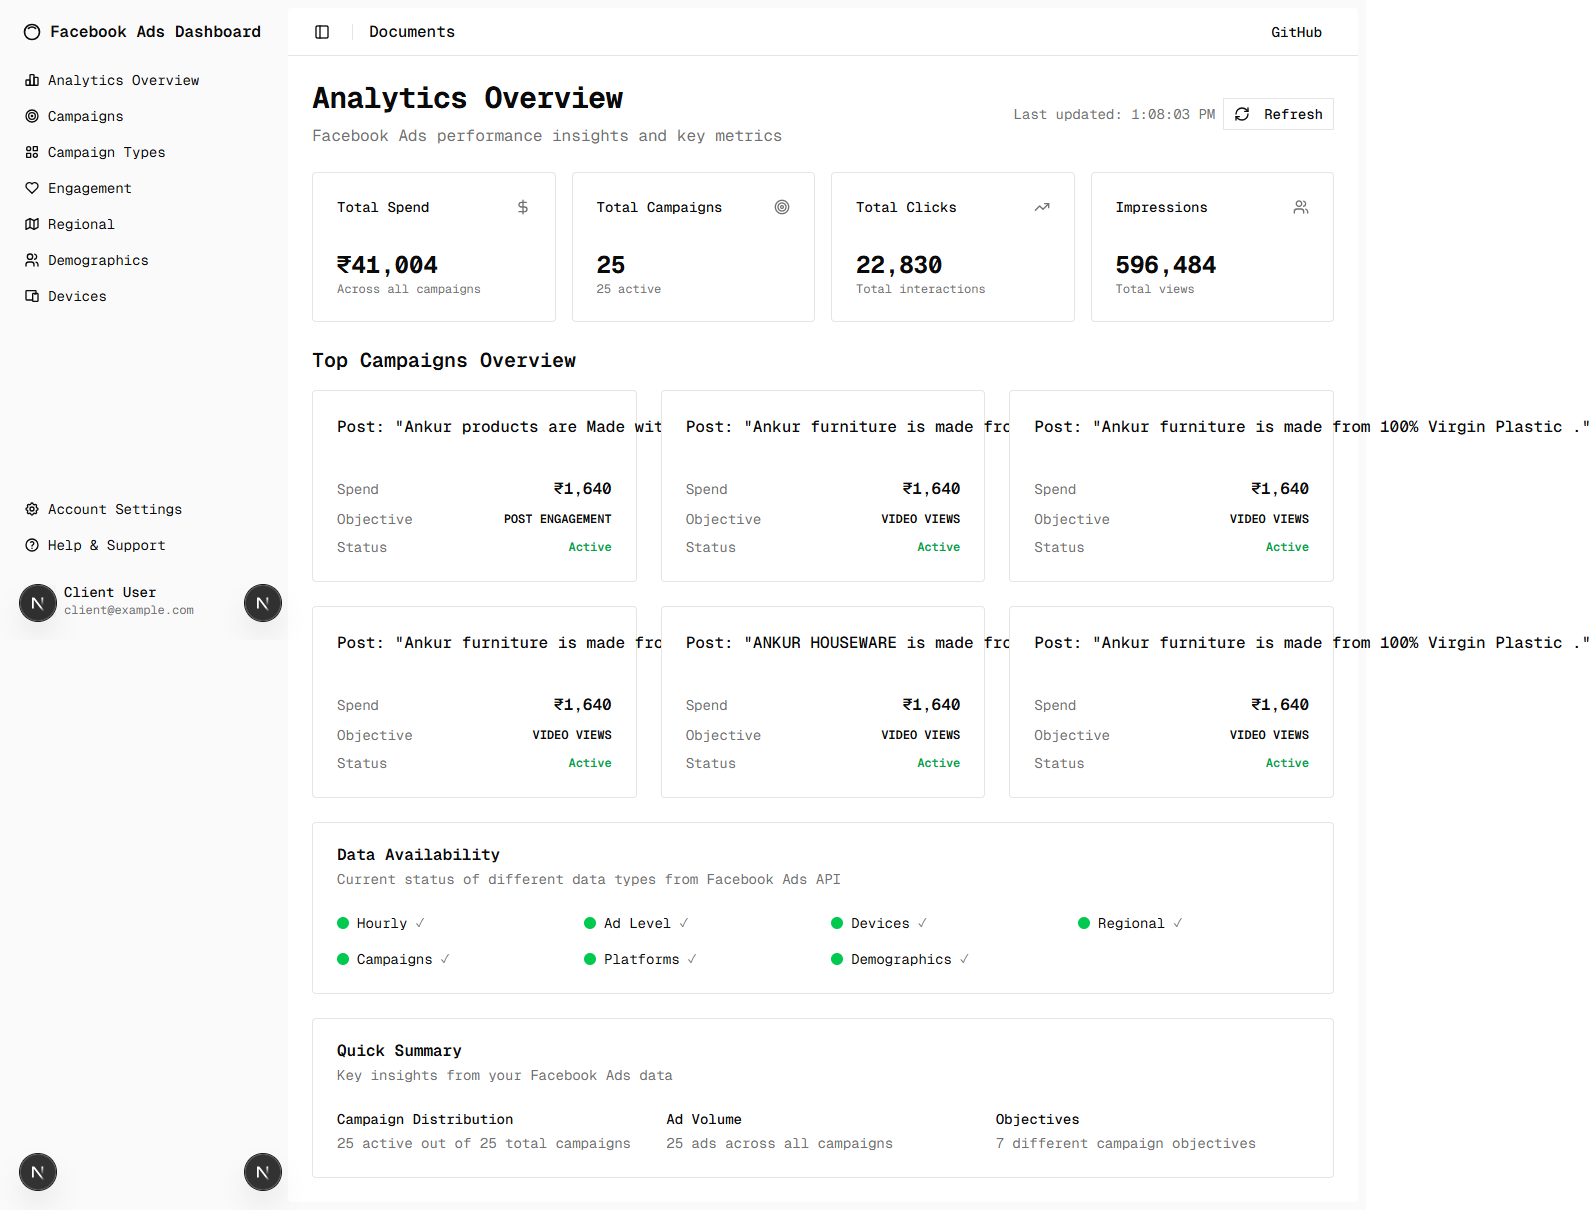 Facebook Ads Dashboard
Analytics Overview
Campaigns
Campaign Types
Engagement
Regional
Demographics
Devices
Account Settings
Help & Support
Client User
client@example.com
N
N
N
N
Documents
GitHub
Analytics Overview
Facebook Ads performance insights and key metrics
Last updated: 1:08:03 PM
Refresh
Total Spend
$
₹41,004
Across all campaigns
Total Campaigns
25
25 active
Total Clicks
22,830
Total interactions
Impressions
596,484
Total views
Top Campaigns Overview
Post: "Ankur products are Made wit
Spend ₹1,640
Objective POST ENGAGEMENT
Status Active
Post: "Ankur furniture is made fro
Spend ₹1,640
Objective VIDEO VIEWS
Status Active
Post: "Ankur furniture is made from 100% Virgin Plastic ."
Spend ₹1,640
Objective VIDEO VIEWS
Status Active
Post: "Ankur furniture is made fro
Spend ₹1,640
Objective VIDEO VIEWS
Status Active
Post: "ANKUR HOUSEWARE is made fro
Spend ₹1,640
Objective VIDEO VIEWS
Status Active
Post: "Ankur furniture is made from 100% Virgin Plastic ."
Spend ₹1,640
Objective VIDEO VIEWS
Status Active
Data Availability
Current status of different data types from Facebook Ads API
Hourly ✓
Ad Level ✓
Devices ✓
Regional ✓
Campaigns ✓
Platforms ✓
Demographics ✓
Quick Summary
Key insights from your Facebook Ads data
Campaign Distribution
25 active out of 25 total campaigns
Ad Volume
25 ads across all campaigns
Objectives
7 different campaign objectives